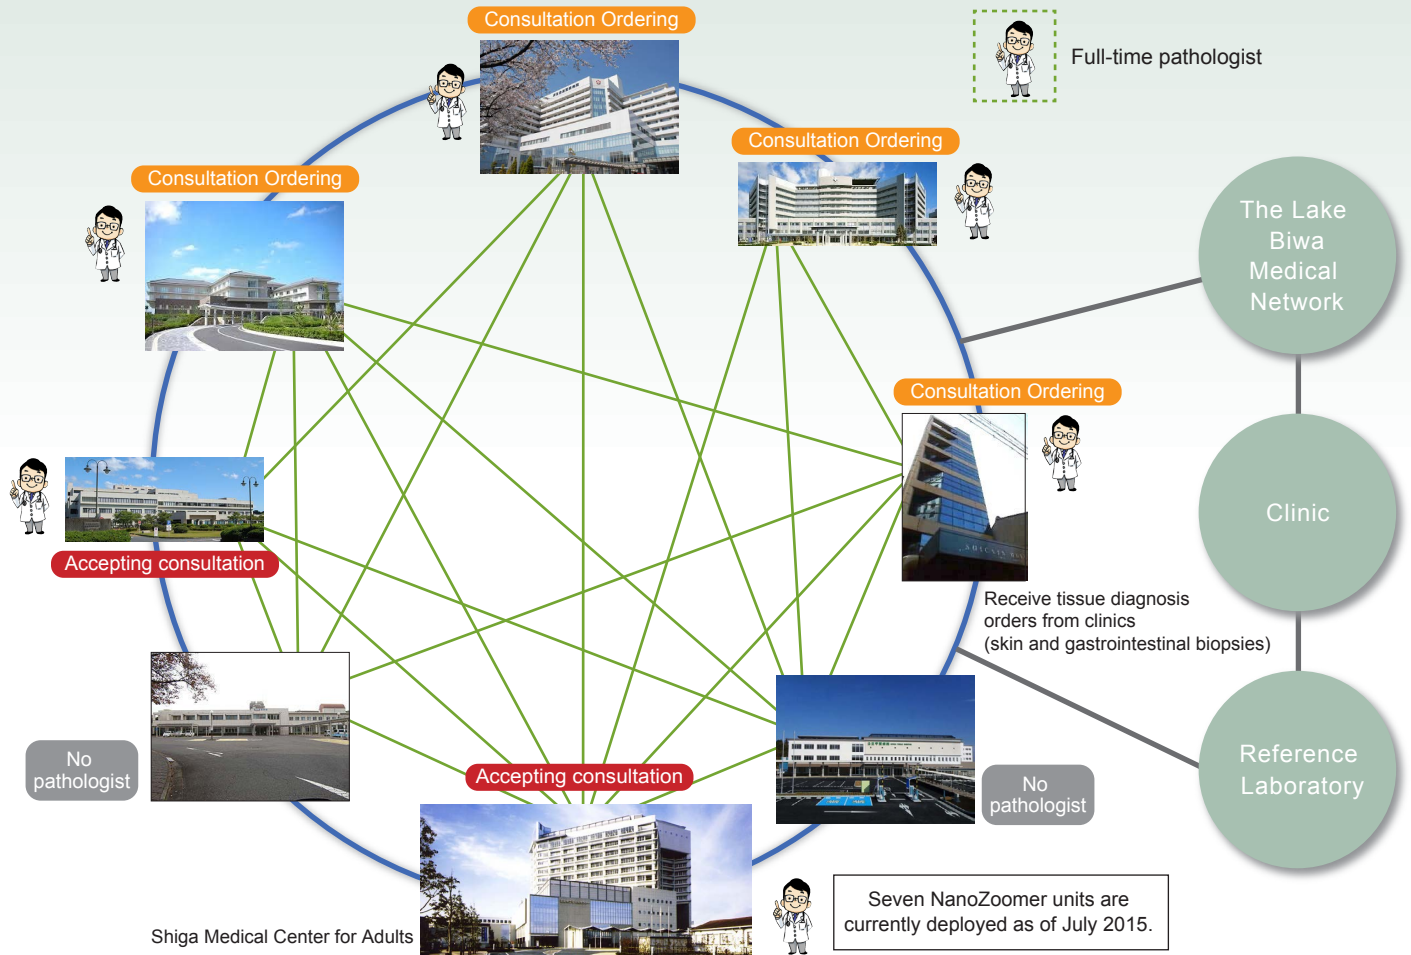 Consultation Ordering
Full-time pathologist
Consultation Ordering
Consultation Ordering
The Lake
Biwa
Medical
Network
Consultation Ordering
Clinic
Accepting consultation
Receive tissue diagnosis
orders from clinics
(skin and gastrointestinal biopsies)
No
pathologist
Accepting consultation
No
pathologist
Reference
Laboratory
Shiga Medical Center for Adults
Seven NanoZoomer units are
currently deployed as of July 2015.